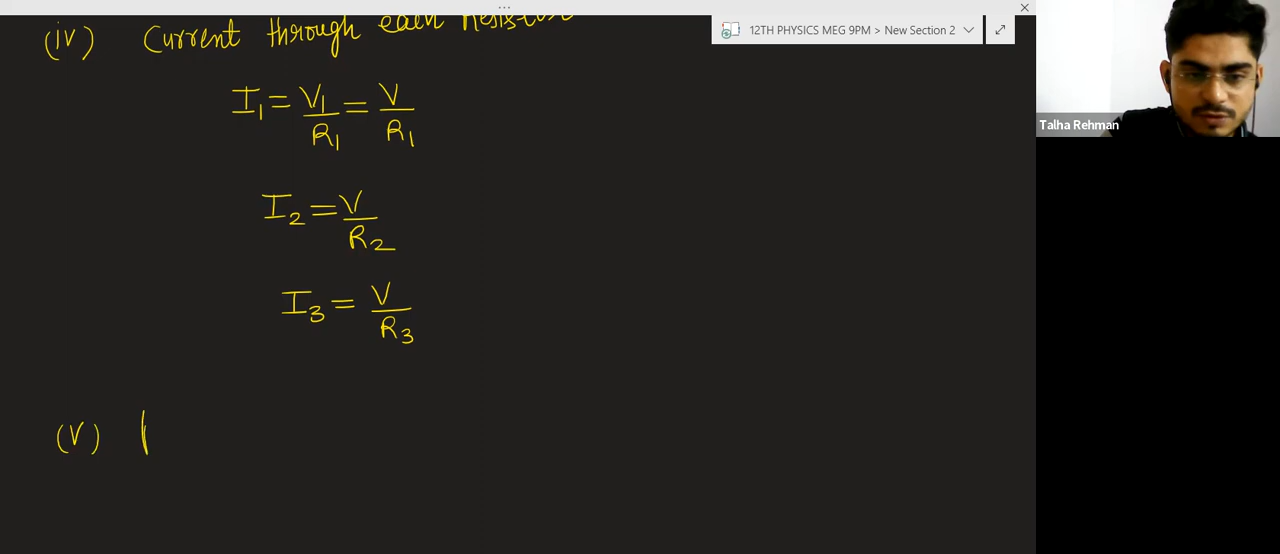 12TH PHYSICS MEG 9PM > New Section 2
Talha Rehman
(iv) Current through each Resistor
I₁ = V₁/R₁ = V/R₁
I₂ = V/R₂
I₃ = V/R₃
(V)